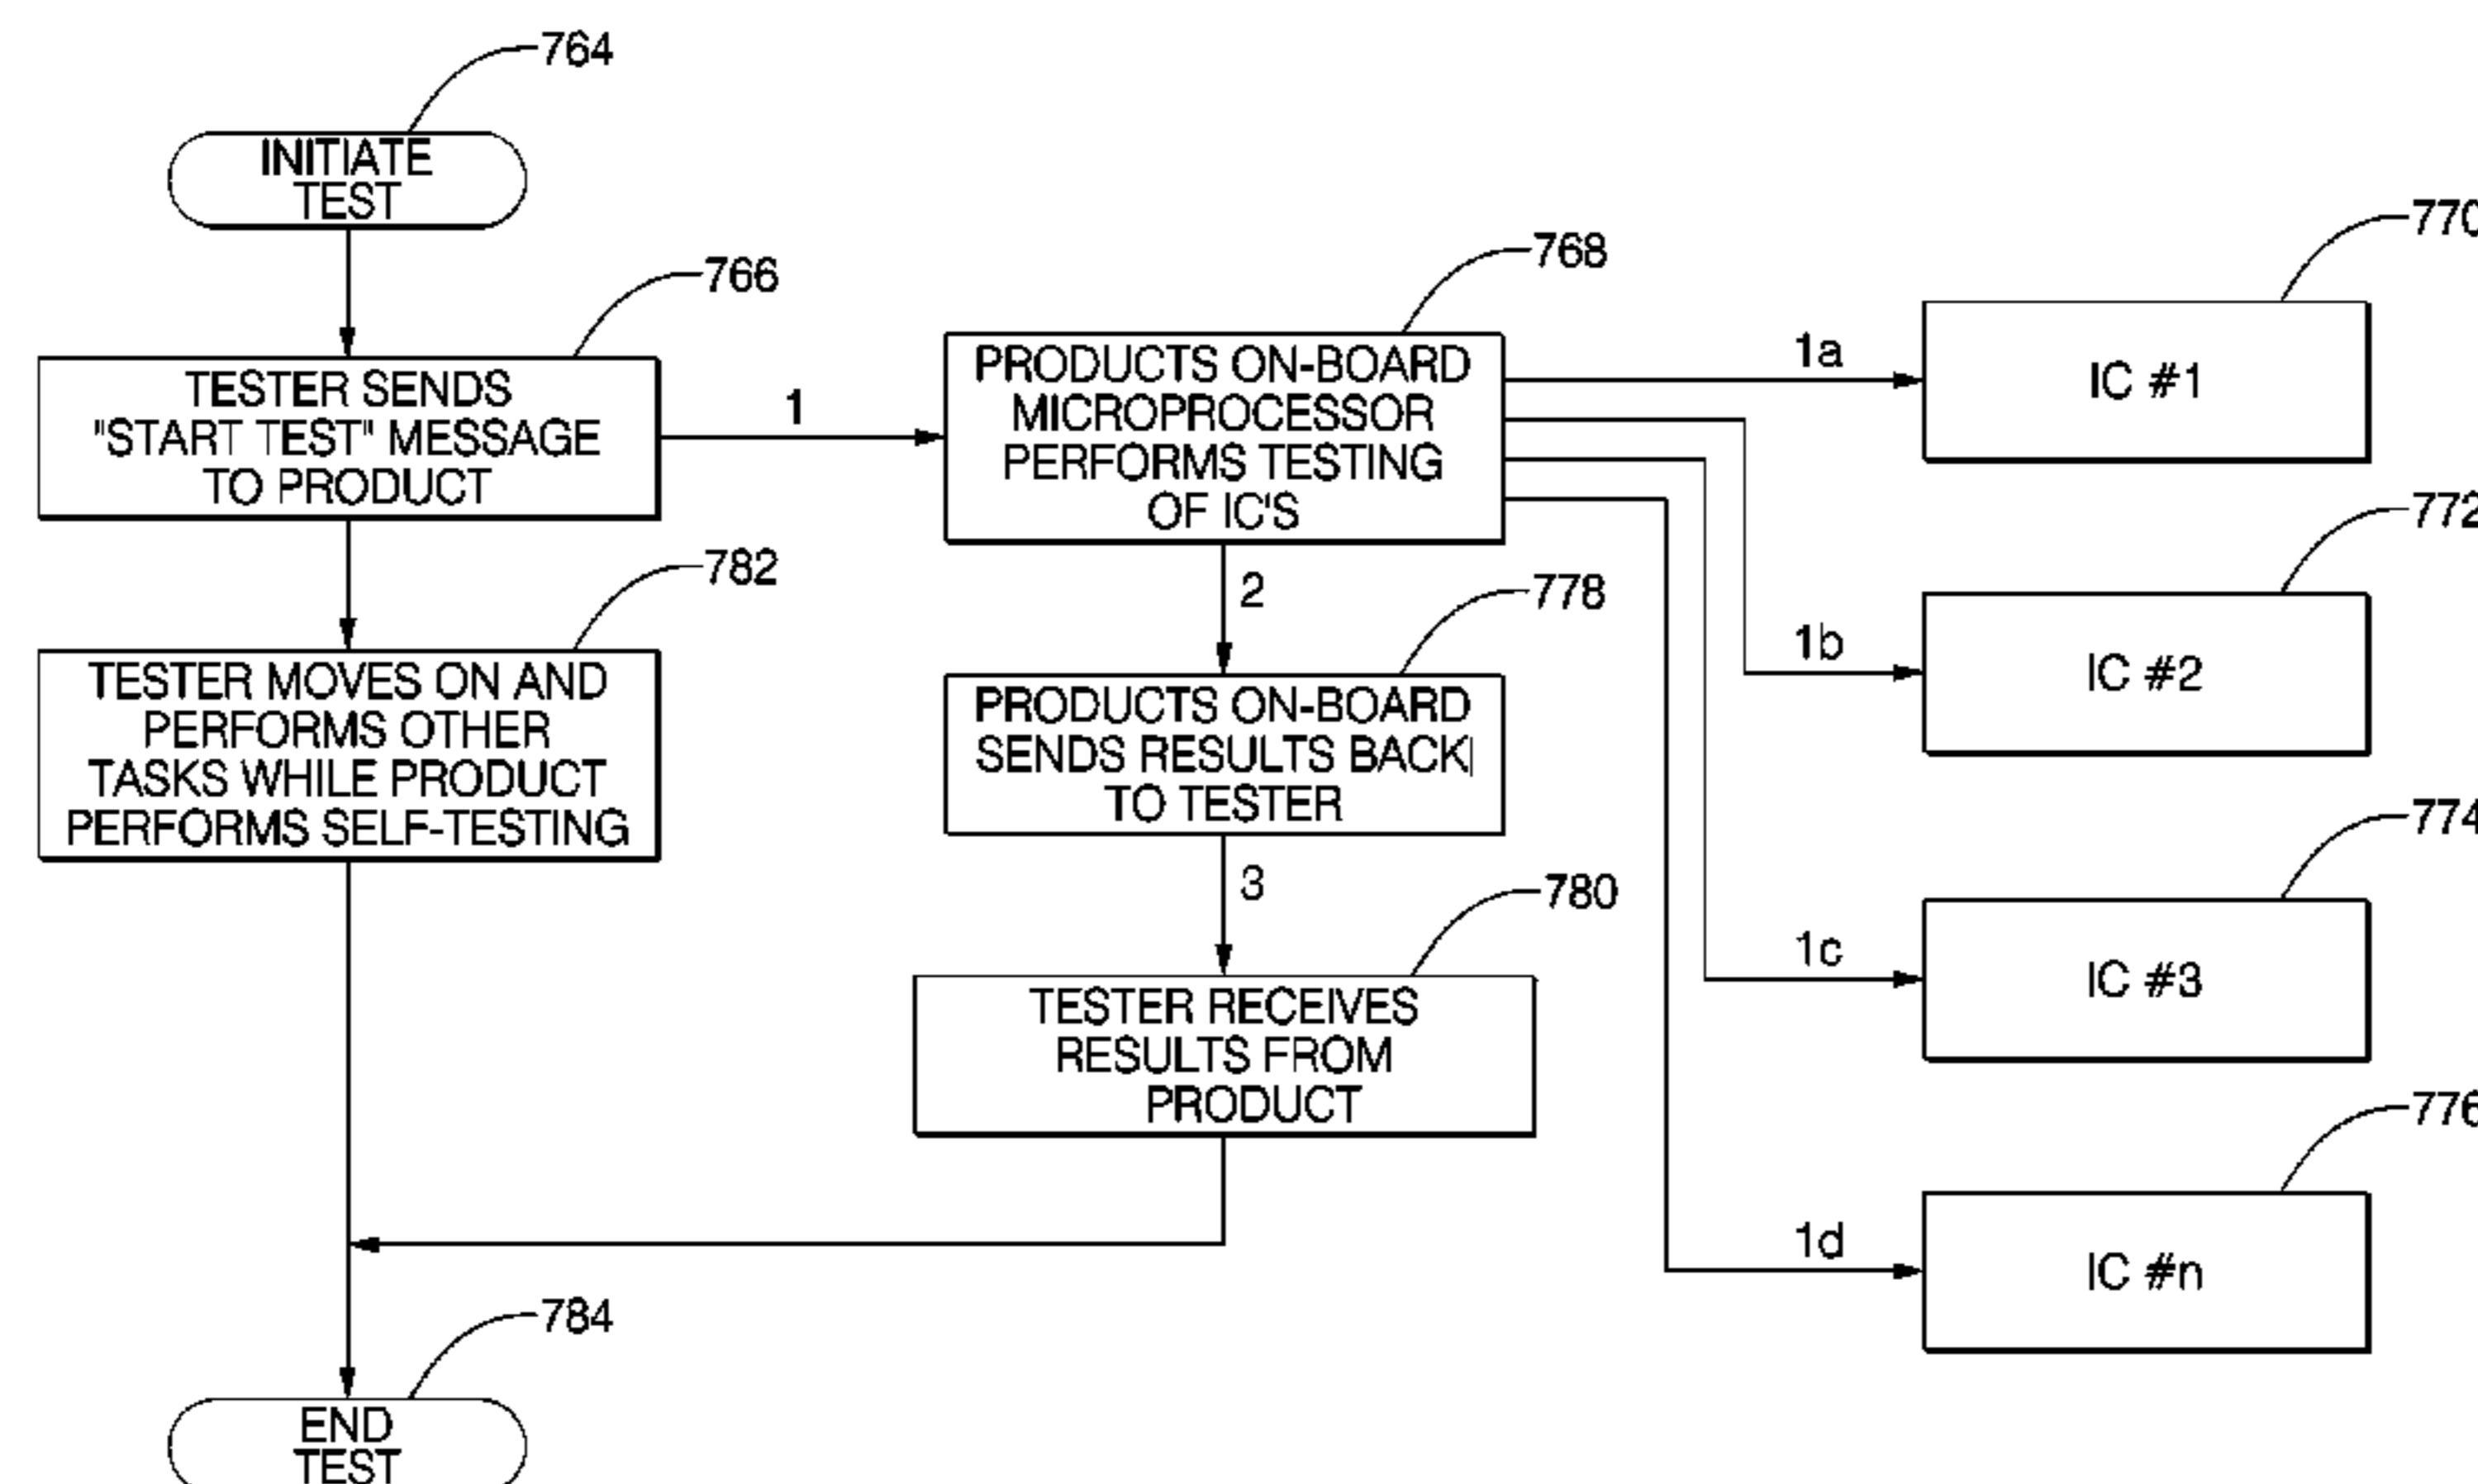 764
INITIATE
TEST
766
TESTER SENDS
"START TEST" MESSAGE
TO PRODUCT
1
768
PRODUCTS ON-BOARD
MICROPROCESSOR
PERFORMS TESTING
OF IC'S
1a
770
IC #1
782
TESTER MOVES ON AND
PERFORMS OTHER
TASKS WHILE PRODUCT
PERFORMS SELF-TESTING
2
778
PRODUCTS ON-BOARD
SENDS RESULTS BACK
TO TESTER
1b
772
IC #2
3
780
TESTER RECEIVES
RESULTS FROM
PRODUCT
1c
774
IC #3
1d
776
IC #n
784
END
TEST